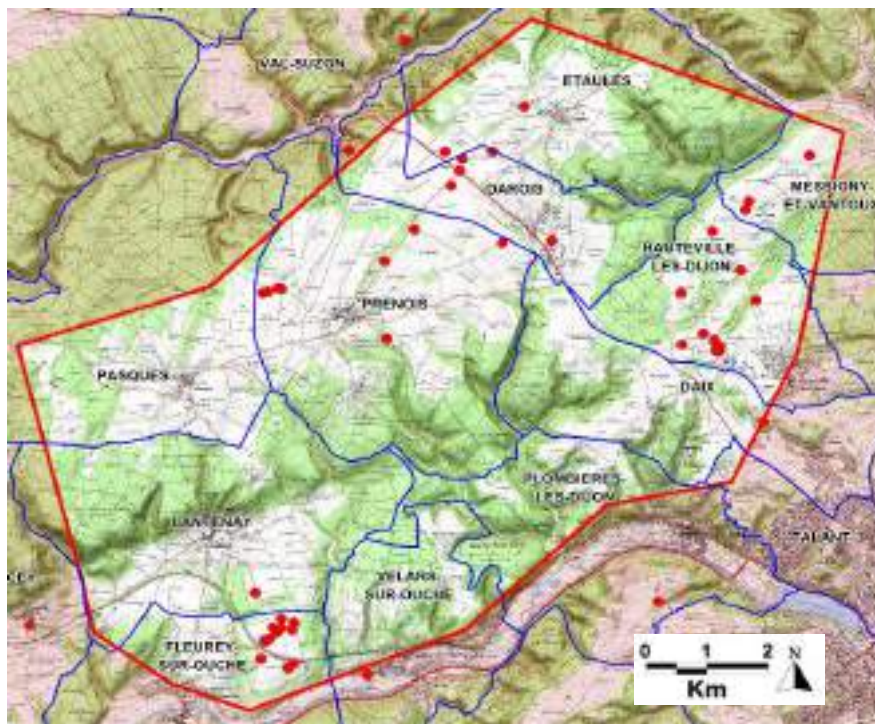 VAL-SUZON
ETAULES
DAROIS
MESSIGNY-
ET-VANTOUX
HAUTEVILLE
LES-DIJON
PRENOIS
PASQUES
DAIX
PLOMBIERES-
LES-DIJON
LANTENAY
TALANT
VELARS-
SUR-OUCHE
FLEUREY-
SUR-OUCHE
0 1 2
Km
N